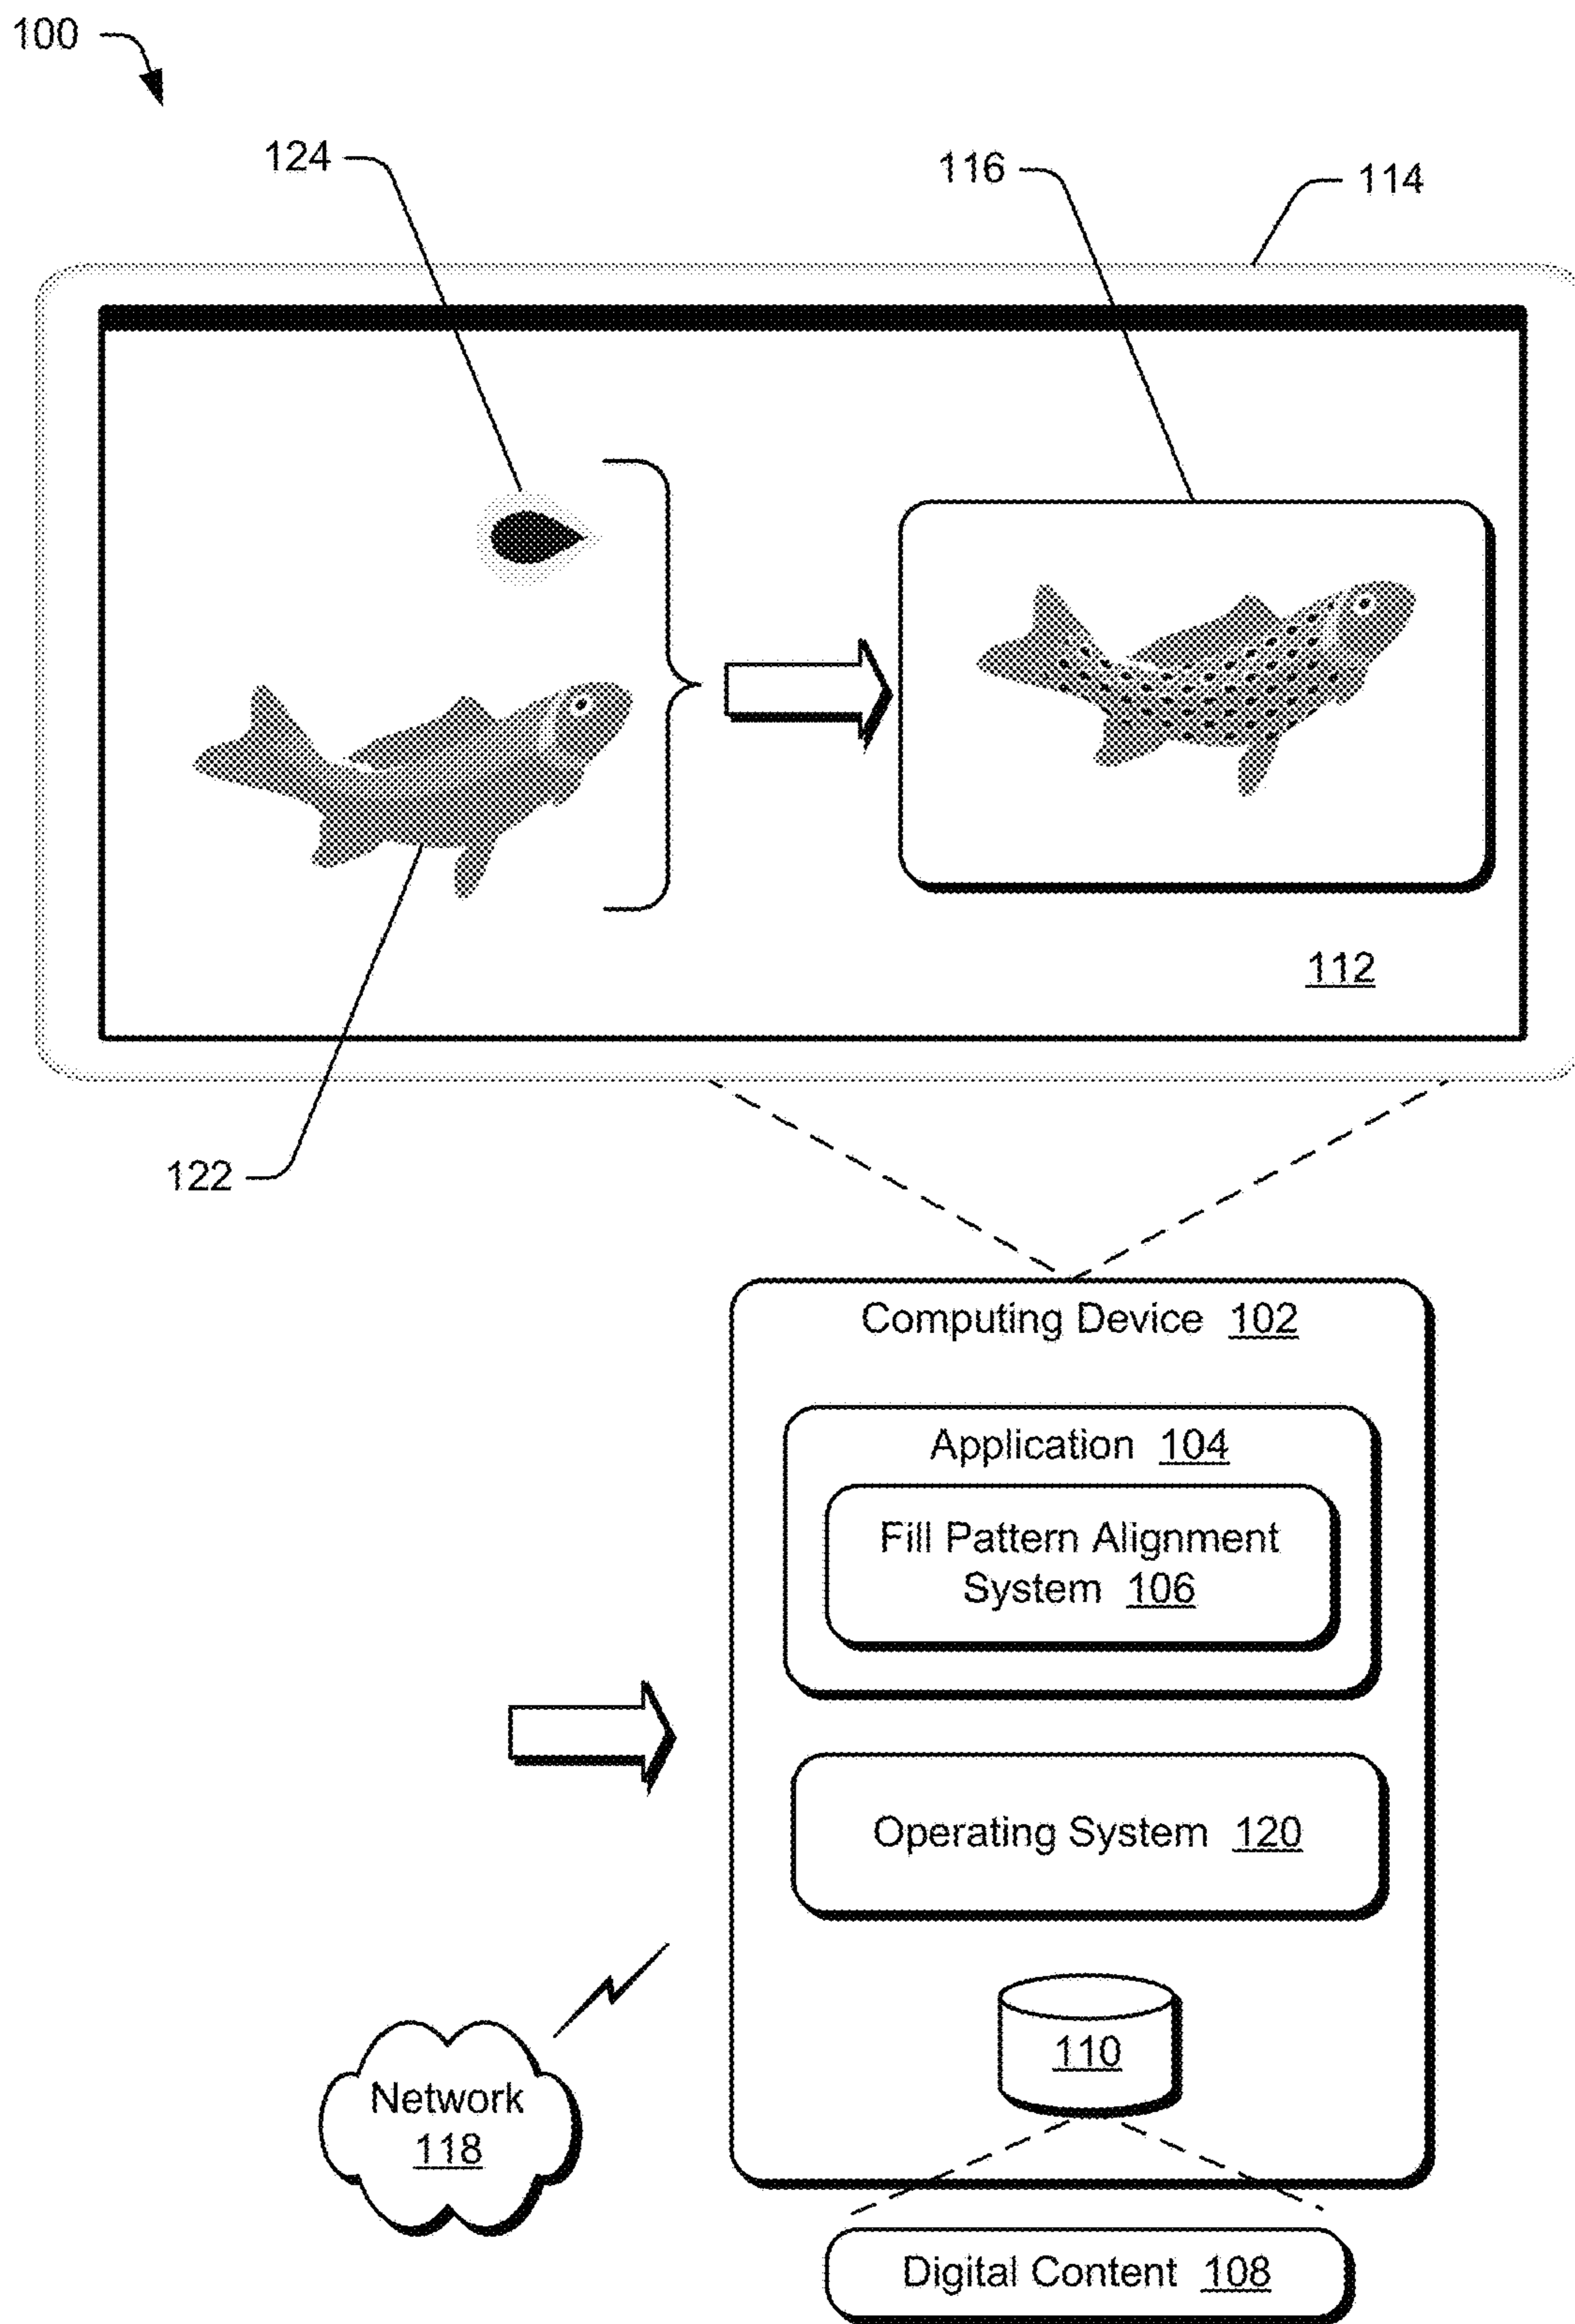 100
124
116
114
112
122
Computing Device 102
Application 104
Fill Pattern Alignment
System 106
Operating System 120
110
Network
118
Digital Content 108